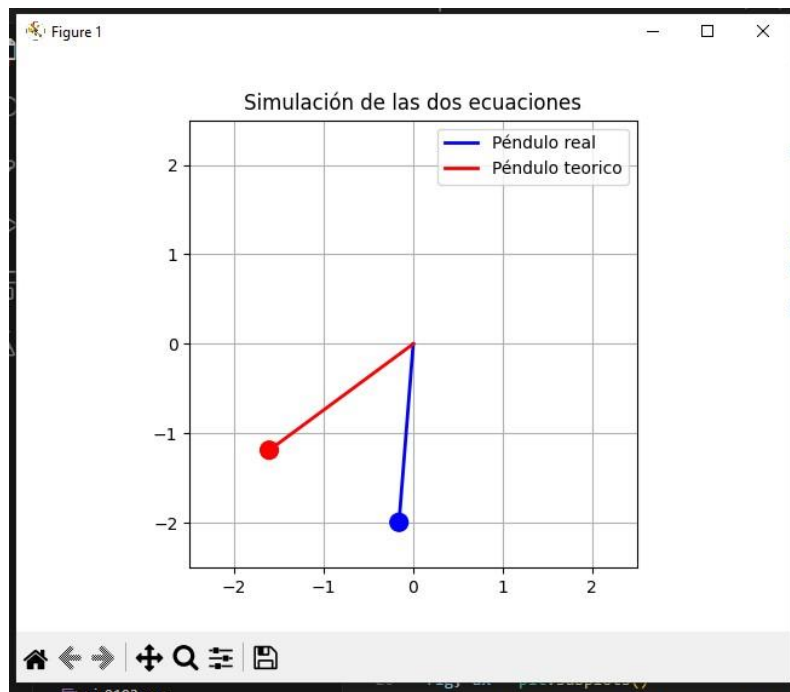 Figure 1
Simulación de las dos ecuaciones
Péndulo real
Péndulo teorico
2
1
0
−1
−2
−2 −1 0 1 2